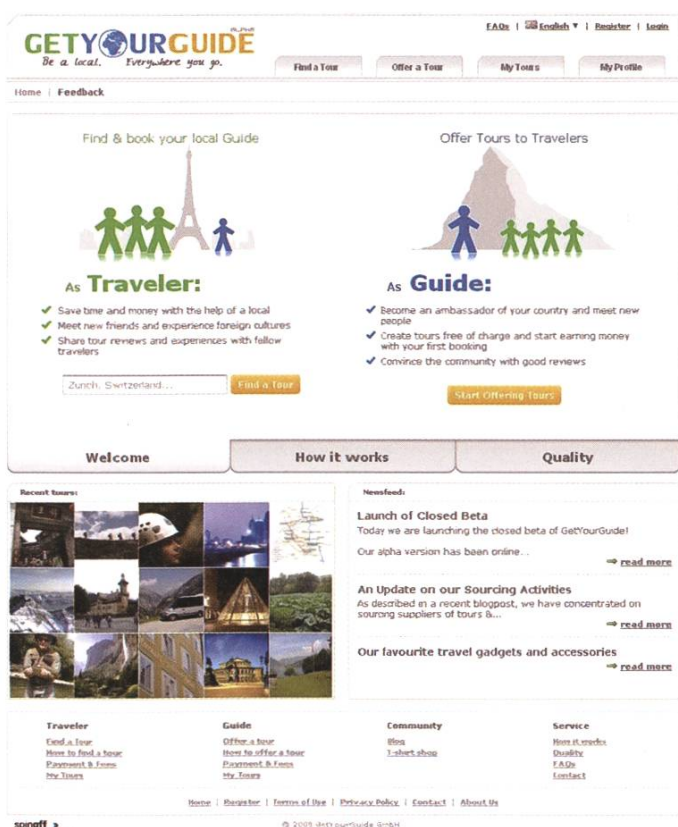 FAQs | English ▼ | Register | Login
ALPHA
GETYOURGUIDE
Be a local. Everywhere you go.
Find a Tour
Offer a Tour
My Tours
My Profile
Home | Feedback
Find & book your local Guide
As Traveler:
Save time and money with the help of a local
Meet new friends and experience foreign cultures
Share tour reviews and experiences with fellow
travelers
Zurich, Switzerland...
Find a Tour
Offer Tours to Travelers
As Guide:
Become an ambassador of your country and meet new
people
Create tours free of charge and start earning money
with your first booking
Convince the community with good reviews
Start Offering Tours
Welcome
How it works
Quality
Recent tours:
Newsfeed:
Launch of Closed Beta
Today we are launching the closed beta of GetYourGuide!
Our alpha version has been online...
read more
An Update on our Sourcing Activities
As described in a recent blogpost, we have concentrated on
sourcing suppliers of tours &...
read more
Our favourite travel gadgets and accessories
read more
Traveler
Find a Tour
How to find a tour
Payment & Fees
My Tours
Guide
Offer a tour
How to offer a tour
Payment & Fees
My Tours
Community
Blog
T-shirt shop
Service
How it works
Quality
FAQs
Contact
Home | Register | Terms of Use | Privacy Policy | Contact | About Us
spinoff
GetYourGuide GmbH